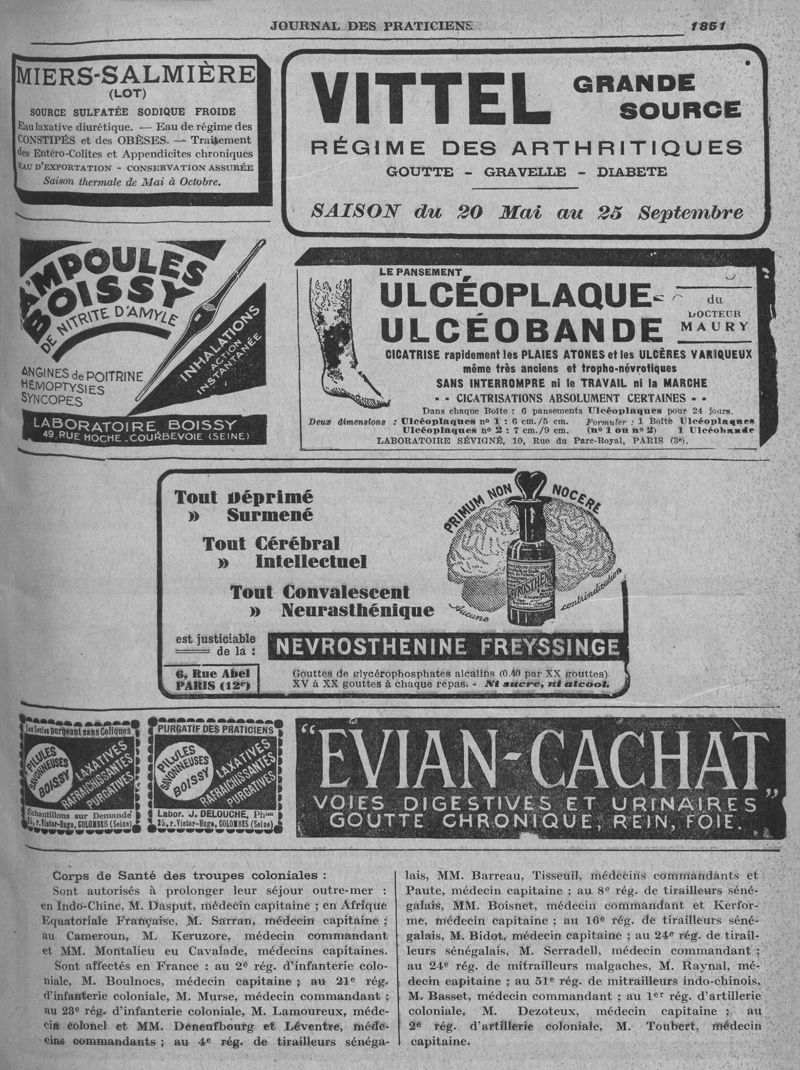 JOURNAL DES PRATICIENS
1851
MIERS-SALMIÈRE
(LOT)
SOURCE SULFATÉE SODIQUE FROIDE
Eau laxative diurétique. — Eau de régime des
CONSTIPÉS et des OBÈSES. — Traitement
des Entéro-Colites et Appendicites chroniques
EAU D'EXPORTATION - CONSERVATION ASSURÉE
Saison thermale de Mai à Octobre.
VITTEL GRANDE
SOURCE
RÉGIME DES ARTHRITIQUES
GOUTTE - GRAVELLE - DIABETE
SAISON du 20 Mai au 25 Septembre
AMPOULES
BOISSY
DE NITRITE D'AMYLE
INHALATIONS
ACTION
INSTANTANÉE
ANGINES de POITRINE
HÉMOPTYSIES
SYNCOPES
LABORATOIRE BOISSY
49, RUE HOCHE. COURBEVOIE (SEINE)
LE PANSEMENT
ULCÉOPLAQUE-
ULCÉOBANDE
du
DOCTEUR
MAURY
CICATRISE rapidement les PLAIES ATONES et les ULCÈRES VARIQUEUX
même très anciens et tropho-névrotiques
SANS INTERROMPRE ni le TRAVAIL ni la MARCHE
- - CICATRISATIONS ABSOLUMENT CERTAINES - -
Dans chaque Boîte : 6 pansements Ulcéoplaques pour 24 jours.
Deux dimensions : Ulcéoplaques nº 1 : 6 cm./5 cm. Formuler : 1 Boîte Ulcéoplaques
Ulcéoplaques nº 2 : 7 cm./9 cm. (nº 1 ou nº 2) 1 Ulcéobande
LABORATOIRE SÉVIGNÉ, 10, Rue du Parc-Royal, PARIS (3e).
Tout Déprimé
» Surmené
Tout Cérébral
» Intellectuel
Tout Convalescent
» Neurasthénique
PRIMUM NON NOCERE
Aucune contrindication
est justiciable
de la :
NEVROSTHENINE FREYSSINGE
6, Rue Abel
PARIS (12e)
Gouttes de glycérophosphates alcalins (0.40 par XX gouttes)
XV à XX gouttes à chaque repas. - Ni sucre, ni alcool.
purgeant sans Coliques
PILULES
SAVONNEUSES
BOISSY
LAXATIVES
RAFRAICHISSANTES
PURGATIVES
Échantillons sur Demande
35, r. Victor-Hugo, COLOMBES (Seine)
PURGATIF DES PRATICIENS
PILULES
SAVONNEUSES
BOISSY
LAXATIVES
RAFRAICHISSANTES
PURGATIVES
Labor. J. DELOUCHE, Phien
35, r. Victor-Hugo, COLOMBES (Seine)
"ÉVIAN-CACHAT"
VOIES DIGESTIVES ET URINAIRES
GOUTTE CHRONIQUE, REIN, FOIE.
Corps de Santé des troupes coloniales :
Sont autorisés à prolonger leur séjour outre-mer :
en Indo-Chine, M. Dasput, médecin capitaine ; en Afrique
Equatoriale Française, M. Sarran, médecin capitaine ;
au Cameroun, M. Keruzore, médecin commandant
et MM. Montalieu eu Cavalade, médecins capitaines.
Sont affectés en France : au 2e rég. d'infanterie colo-
niale, M. Boulnocs, médecin capitaine ; au 21e rég.
d'infanterie coloniale, M. Murse, médecin commandant ;
au 23e rég. d'infanterie coloniale, M. Lamoureux, méde-
cin colonel et MM. Deneufbourg et Léventre, méde-
cins commandants ; au 4e rég. de tirailleurs sénéga-
lais, MM. Barreau, Tisseuil, médecins commandants et
Paute, médecin capitaine ; au 8e rég. de tirailleurs séné-
galais, MM. Boisnet, médecin commandant et Kerfor-
me, médecin capitaine ; au 16e rég. de tirailleurs séné-
galais, M. Bidot, médecin capitaine ; au 24e rég. de tirail-
leurs sénégalais, M. Serradell, médecin commandant ;
au 24e rég. de mitrailleurs malgaches, M. Raynal, mé-
decin capitaine ; au 51e rég. de mitrailleurs indo-chinois,
M. Basset, médecin commandant ; au 1er rég. d'artillerie
coloniale, M. Dezoteux, médecin capitaine ; au
2e rég. d'artillerie coloniale, M. Toubert, médecin
capitaine.